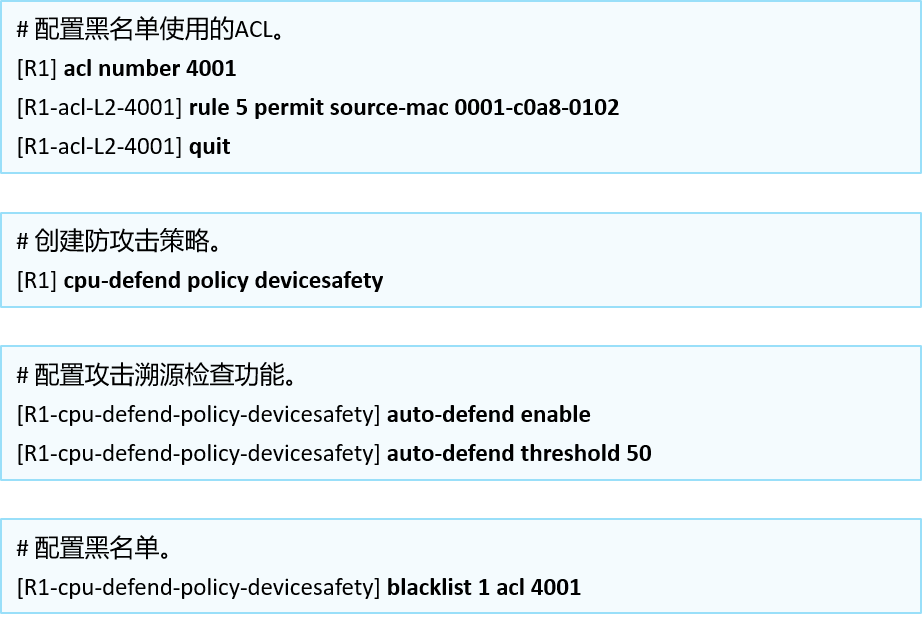 # 配置黑名单使用的ACL。
[R1] acl number 4001
[R1-acl-L2-4001] rule 5 permit source-mac 0001-c0a8-0102
[R1-acl-L2-4001] quit
# 创建防攻击策略。
[R1] cpu-defend policy devicesafety
# 配置攻击溯源检查功能。
[R1-cpu-defend-policy-devicesafety] auto-defend enable
[R1-cpu-defend-policy-devicesafety] auto-defend threshold 50
# 配置黑名单。
[R1-cpu-defend-policy-devicesafety] blacklist 1 acl 4001